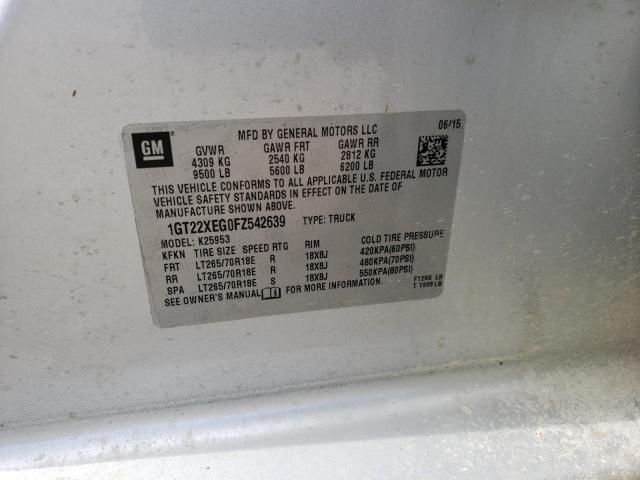 GM
MFD BY GENERAL MOTORS LLC 06/15
GVWR GAWR FRT GAWR RR
4309 KG 2540 KG 2812 KG
9500 LB 5600 LB 6200 LB
THIS VEHICLE CONFORMS TO ALL APPLICABLE U.S. FEDERAL MOTOR
VEHICLE SAFETY STANDARDS IN EFFECT ON THE DATE OF
MANUFACTURE SHOWN ABOVE.
1GT22XEG0FZ542639 TYPE: TRUCK
MODEL: K25953
KFKN TIRE SIZE SPEED RTG RIM COLD TIRE PRESSURE
FRT LT265/70R18E R 18X8J 420KPA(60PSI)
RR LT265/70R18E R 18X8J 480KPA(70PSI)
SPA LT265/70R18E S 18X8J 550KPA(80PSI)
SEE OWNER'S MANUAL FOR MORE INFORMATION.
T 1909 LB